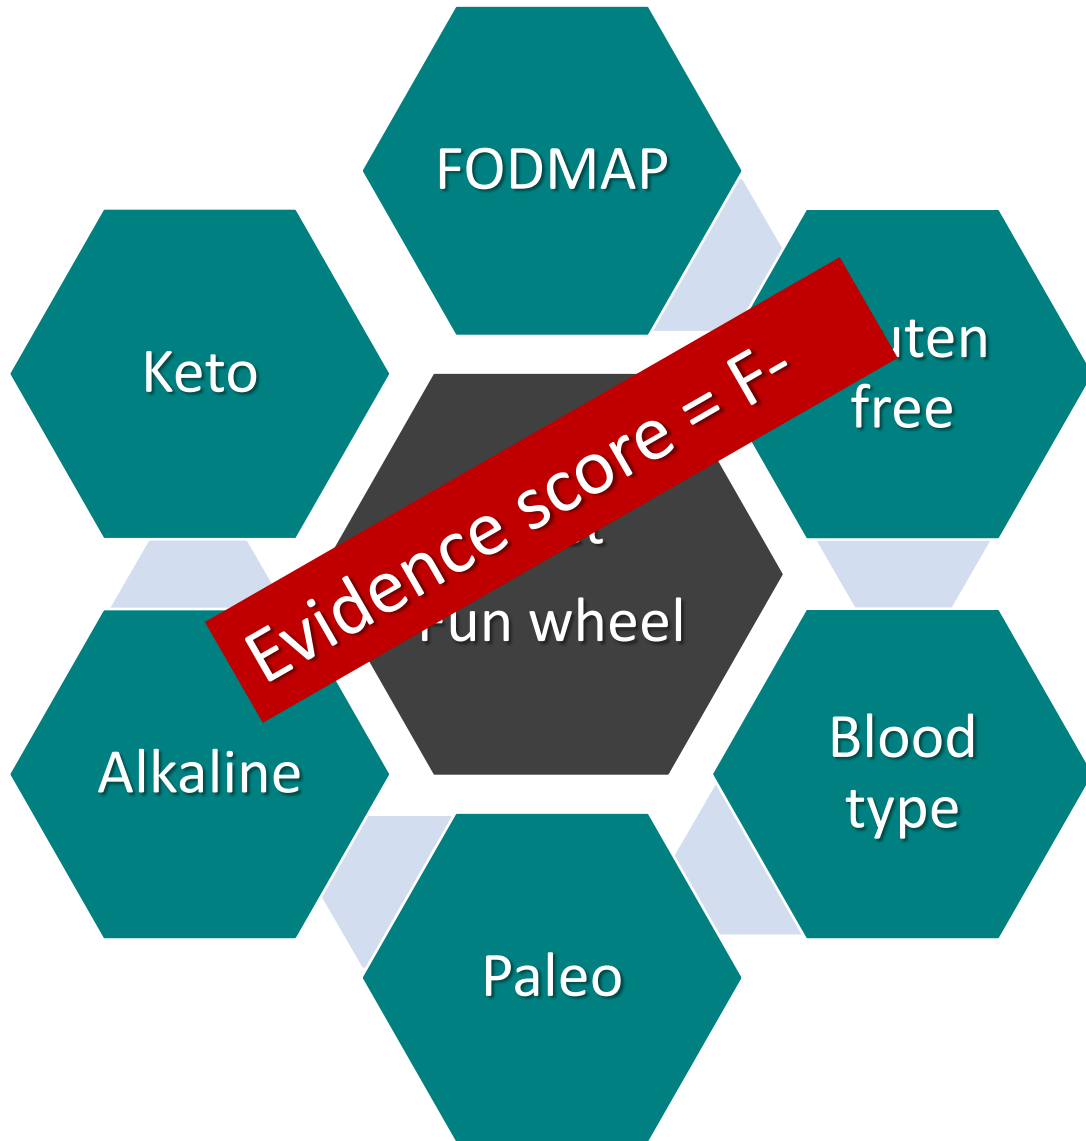 FODMAP
Keto
uten
free
Evidence score = F-
Fun wheel
Alkaline
Blood
type
Paleo